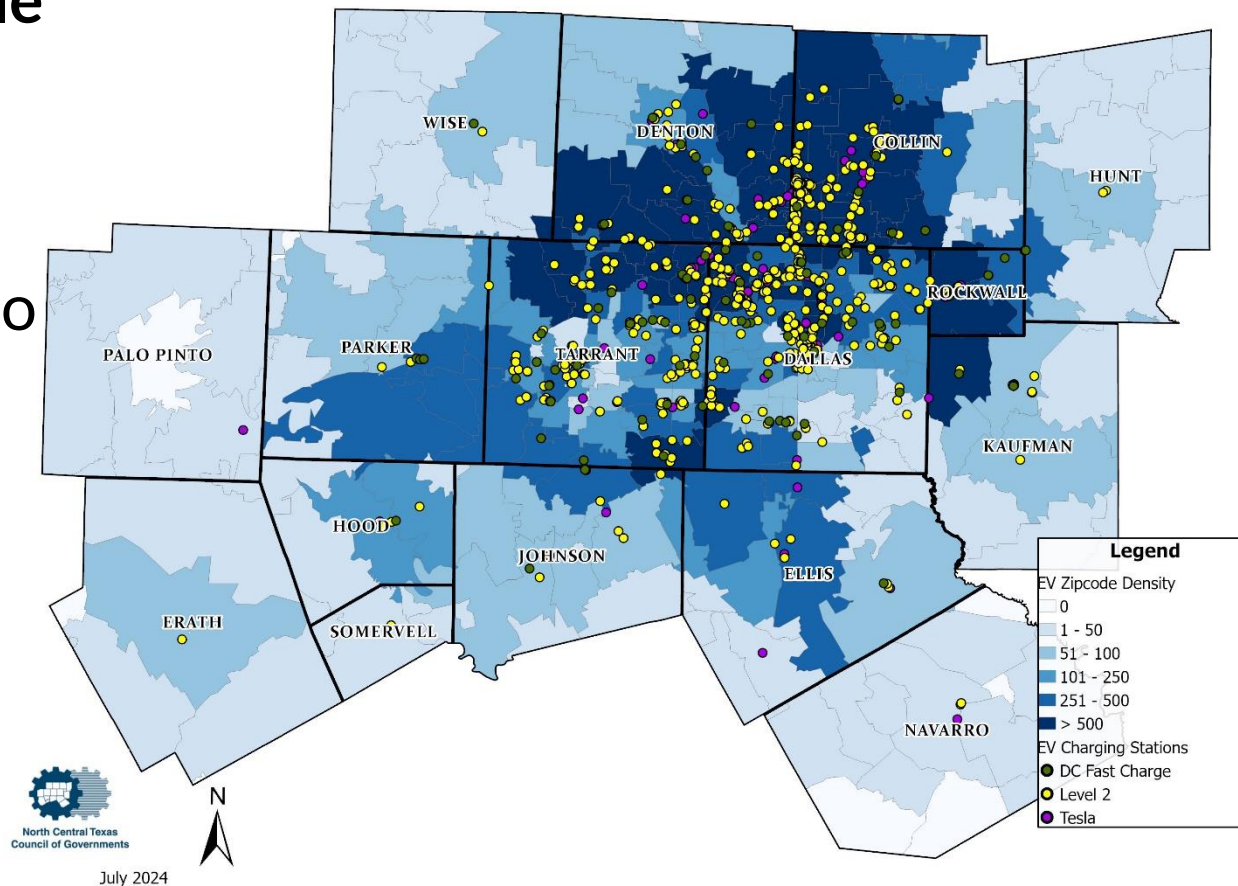 ne
o
WISE
DENTON
COLLIN
HUNT
PALO PINTO
PARKER
TARRANT
DALLAS
ROCKWALL
KAUFMAN
HOOD
JOHNSON
ELLIS
ERATH
SOMERVELL
NAVARRO
Legend
EV Zipcode Density
0
1 - 50
51 - 100
101 - 250
251 - 500
> 500
EV Charging Stations
DC Fast Charge
Level 2
Tesla
North Central Texas
Council of Governments
N
July 2024